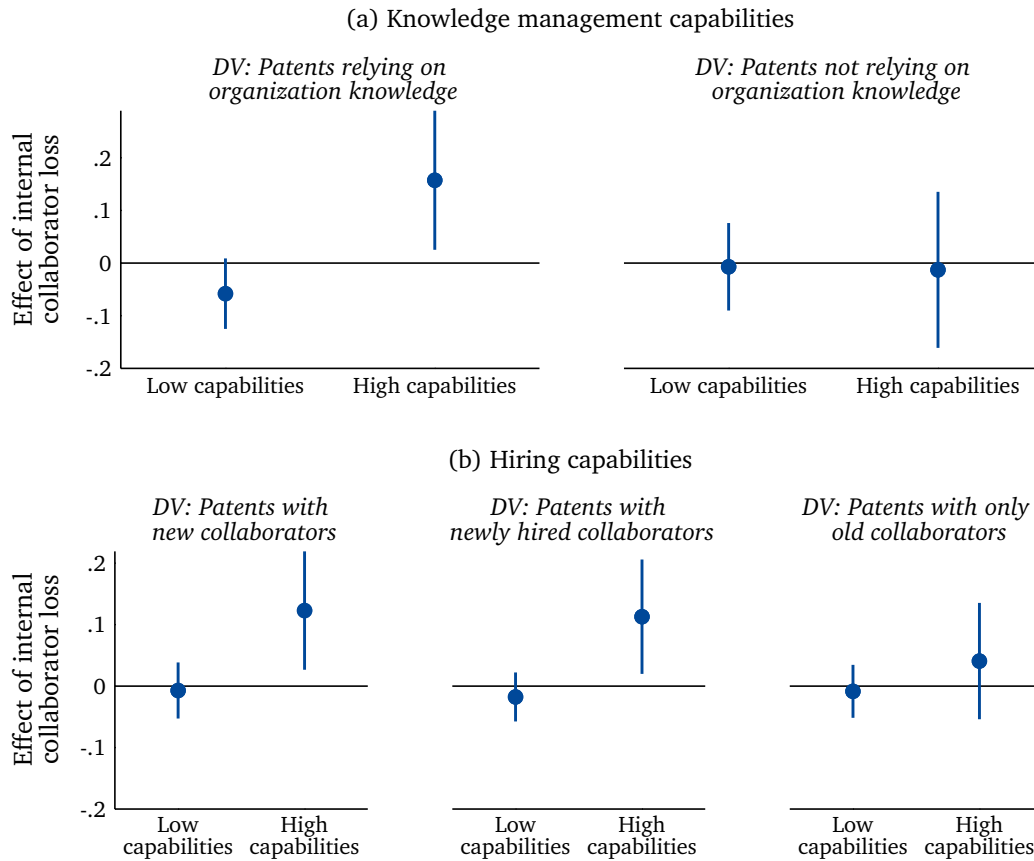 (a) Knowledge management capabilities
DV: Patents relying on
organization knowledge
DV: Patents not relying on
organization knowledge
Effect of internal
collaborator loss
.2
.1
0
-.1
-.2
Low capabilities
High capabilities
Low capabilities
High capabilities
(b) Hiring capabilities
DV: Patents with
new collaborators
DV: Patents with
newly hired collaborators
DV: Patents with only
old collaborators
Effect of internal
collaborator loss
.2
.1
0
-.1
-.2
Low
capabilities
High
capabilities
Low
capabilities
High
capabilities
Low
capabilities
High
capabilities